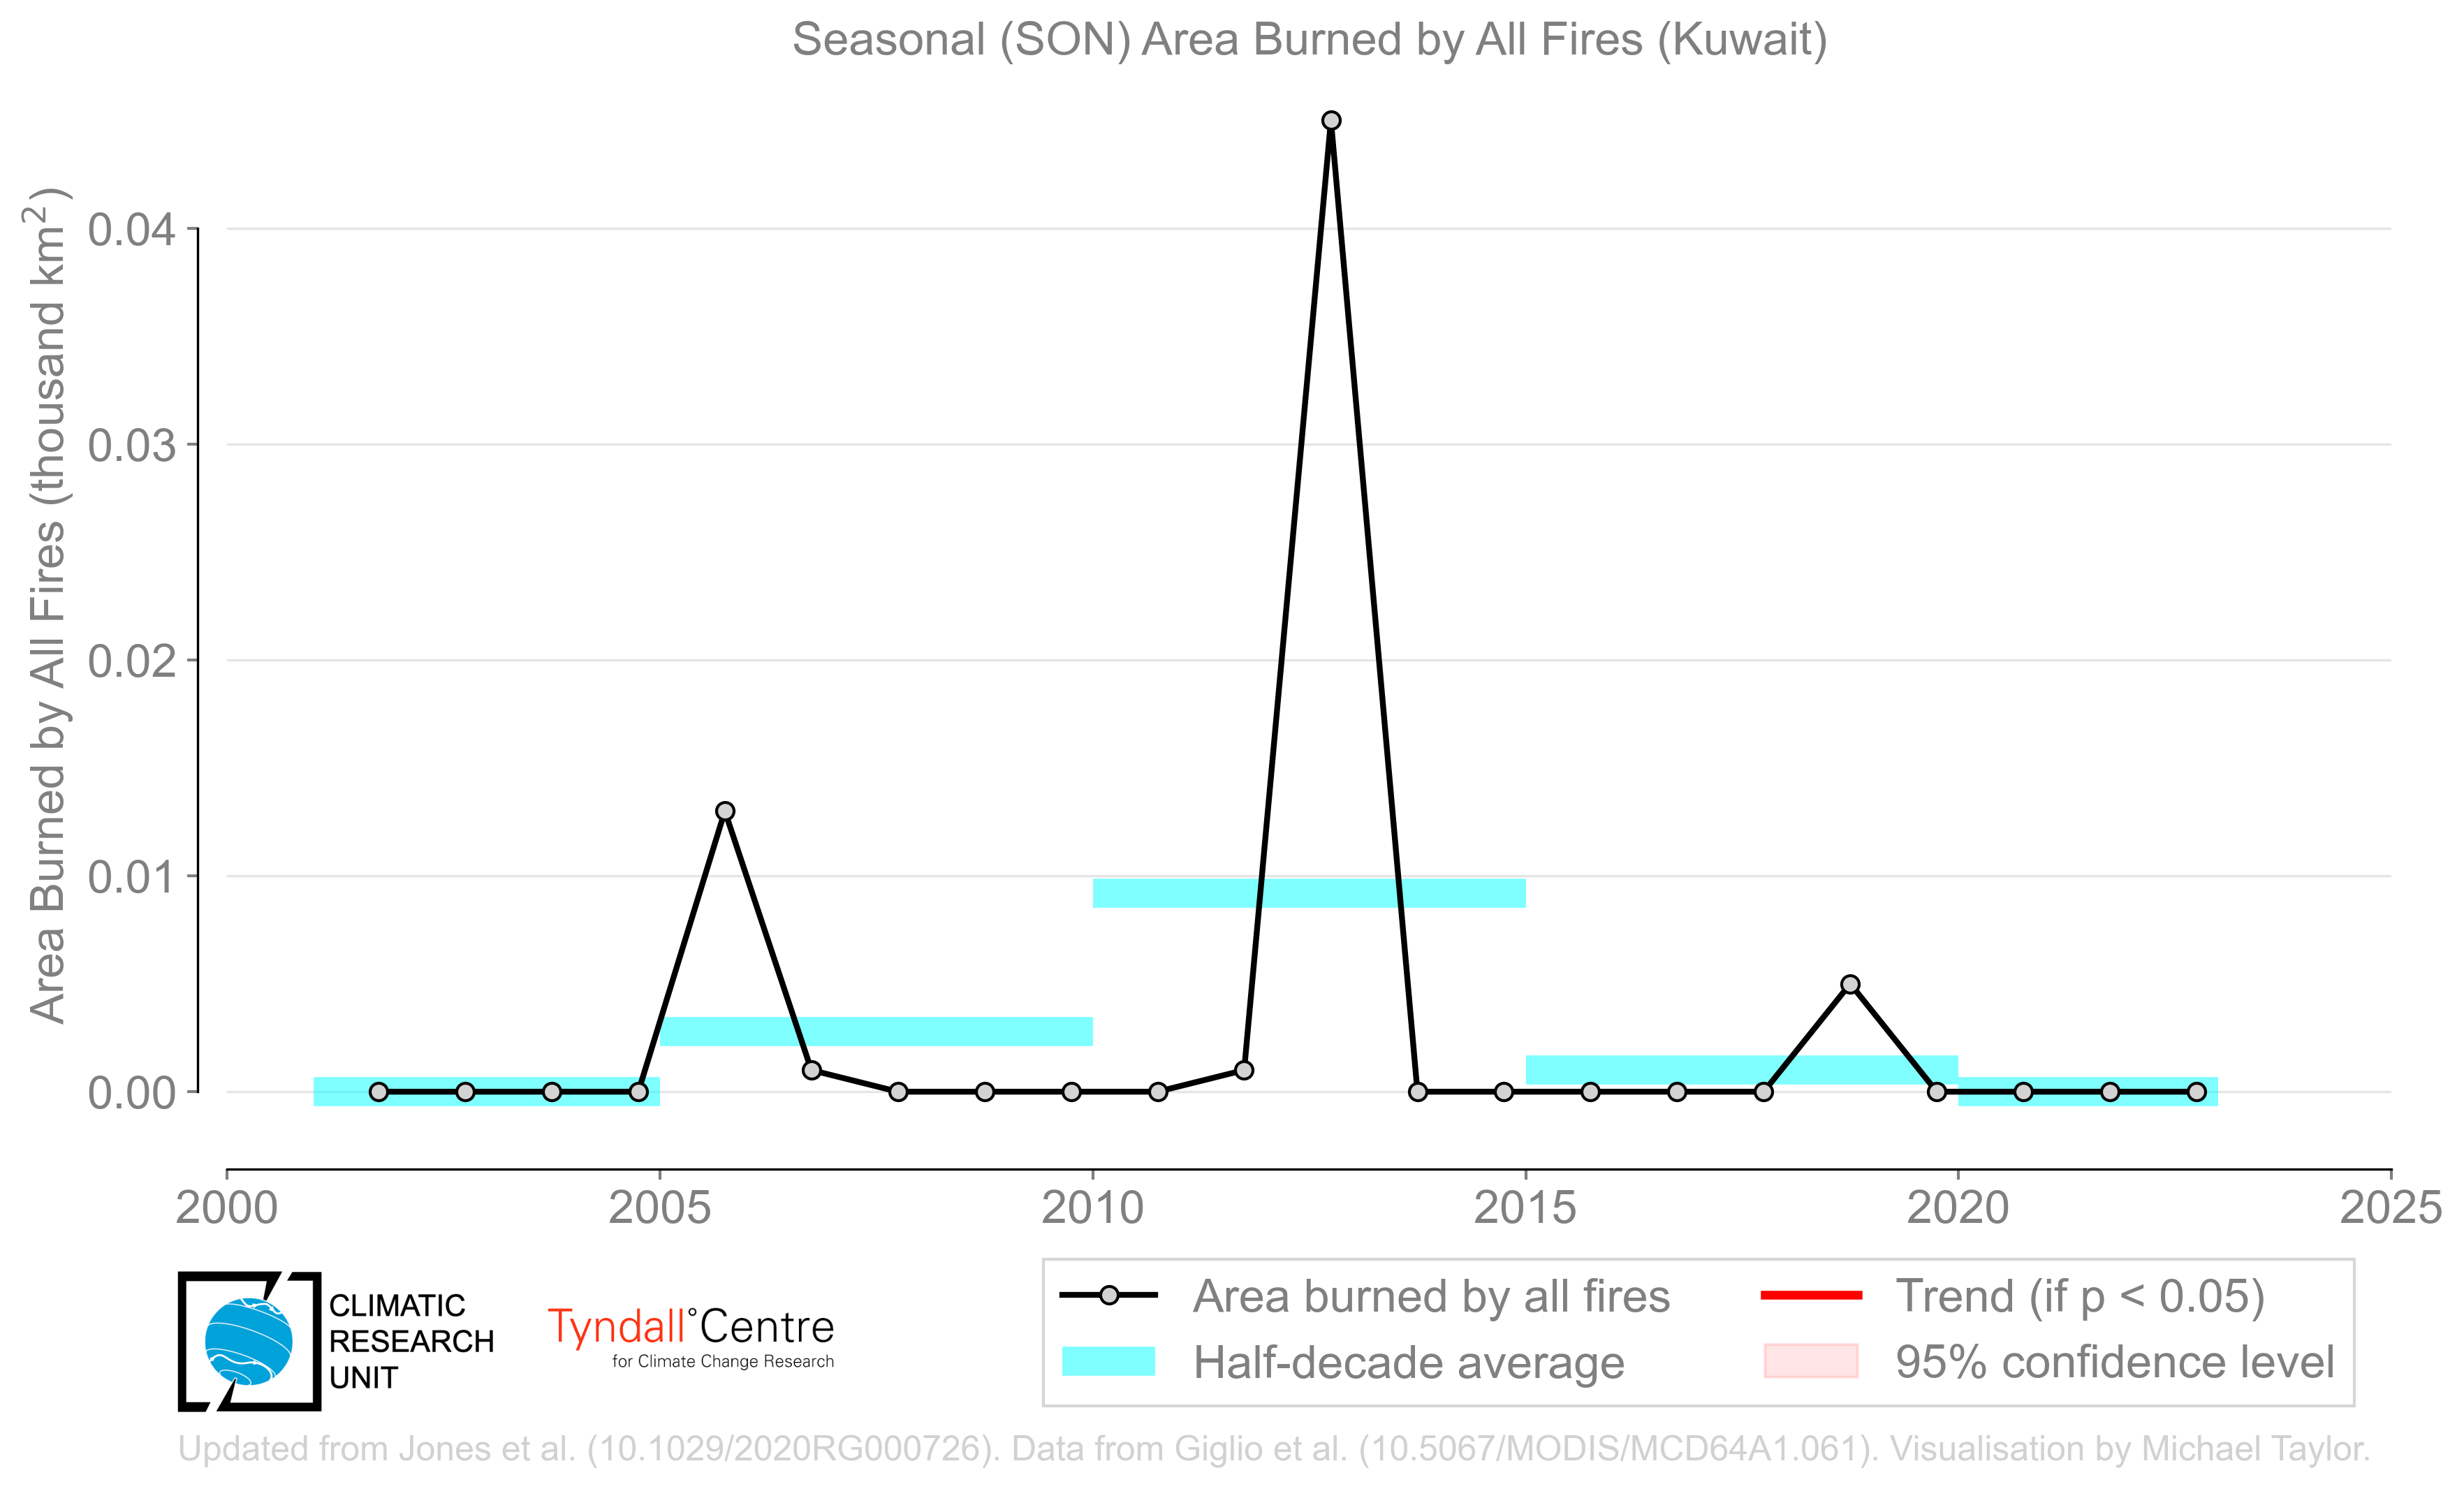 Seasonal (SON) Area Burned by All Fires (Kuwait)
Area Burned by All Fires (thousand km²)
0.04
0.03
0.02
0.01
0.00
2000 2005 2010 2015 2020 2025
CLIMATIC
RESEARCH
UNIT
Tyndall°Centre
for Climate Change Research
Area burned by all fires
Half-decade average
Trend (if p < 0.05)
95% confidence level
Updated from Jones et al. (10.1029/2020RG000726). Data from Giglio et al. (10.5067/MODIS/MCD64A1.061). Visualisation by Michael Taylor.